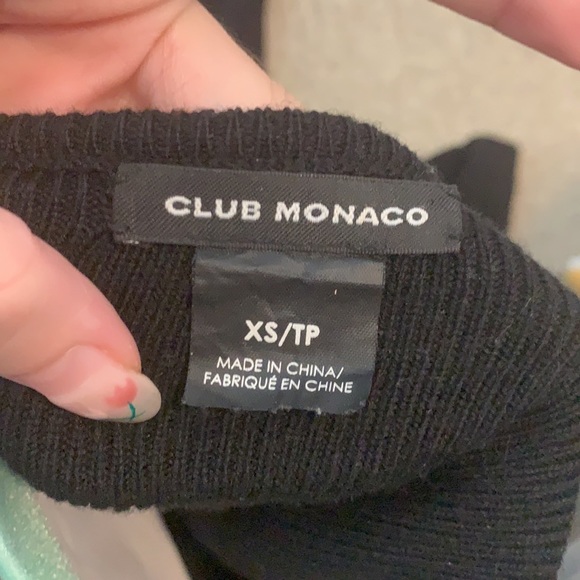 CLUB MONACO
XS/TP
MADE IN CHINA/
FABRIQUÉ EN CHINE